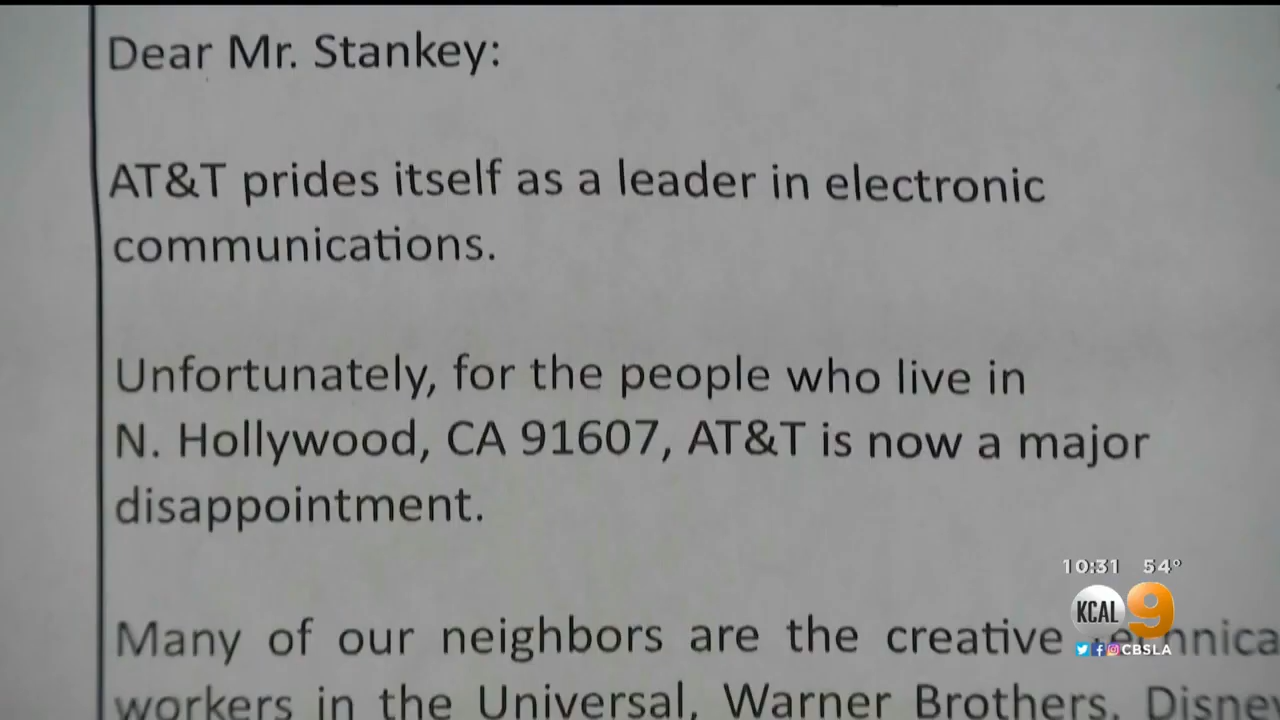 Dear Mr. Stankey:
AT&T prides itself as a leader in electronic
communications.
Unfortunately, for the people who live in
N. Hollywood, CA 91607, AT&T is now a major
disappointment.
Many of our neighbors are the creative
workers in the Universal, Warner Brothers,
10:31 54°
KCAL 9
CBSLA